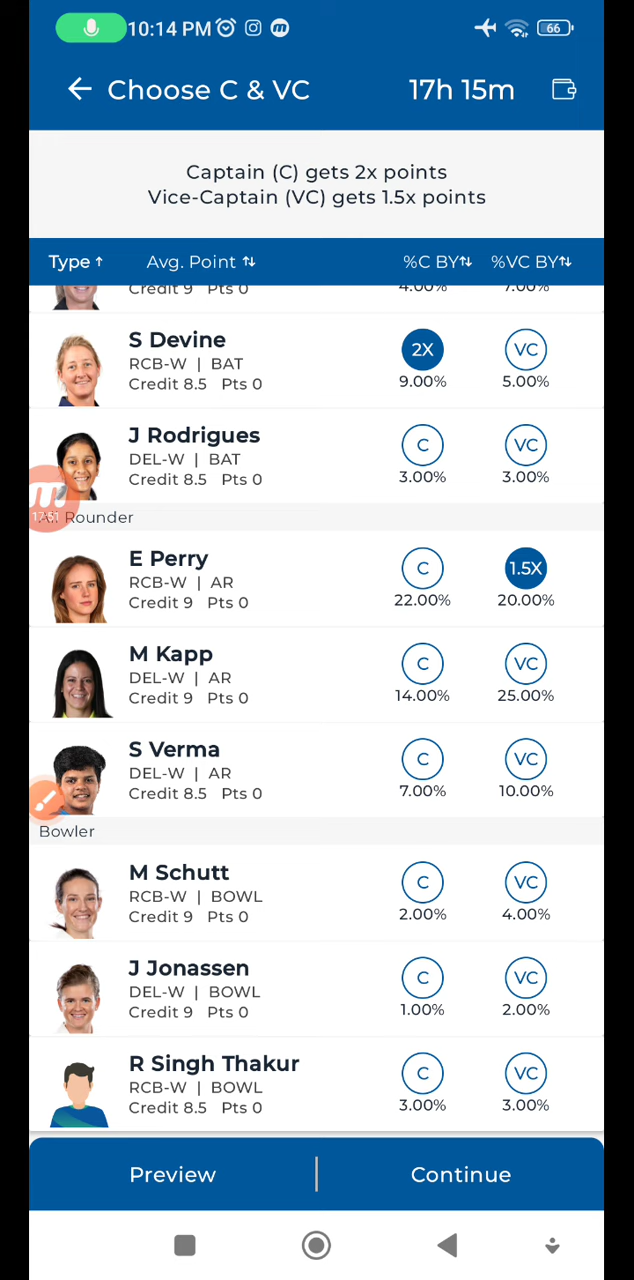 10:14 PM
66
Choose C & VC
17h 15m
Captain (C) gets 2x points
Vice-Captain (VC) gets 1.5x points
Type ↑ Avg. Point ↑↓ %C BY↑↓ %VC BY↑↓
Credit 9 Pts 0 4.00% 7.00%
S Devine
RCB-W | BAT
Credit 8.5 Pts 0
2X VC
9.00% 5.00%
J Rodrigues
DEL-W | BAT
Credit 8.5 Pts 0
C VC
3.00% 3.00%
17:51
Rounder
E Perry
RCB-W | AR
Credit 9 Pts 0
C 1.5X
22.00% 20.00%
M Kapp
DEL-W | AR
Credit 9 Pts 0
C VC
14.00% 25.00%
S Verma
DEL-W | AR
Credit 8.5 Pts 0
C VC
7.00% 10.00%
Bowler
M Schutt
RCB-W | BOWL
Credit 9 Pts 0
C VC
2.00% 4.00%
J Jonassen
DEL-W | BOWL
Credit 9 Pts 0
C VC
1.00% 2.00%
R Singh Thakur
RCB-W | BOWL
Credit 8.5 Pts 0
C VC
3.00% 3.00%
Preview | Continue